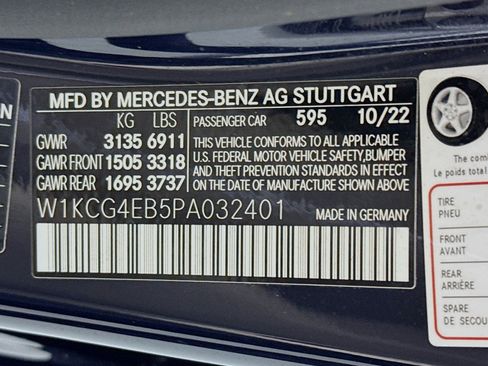 MFD BY MERCEDES-BENZ AG STUTTGART
KG LBS
PASSENGER CAR 595 10/22
GVWR 3135 6911
GAWR FRONT 1505 3318
GAWR REAR 1695 3737
THIS VEHICLE CONFORMS TO ALL APPLICABLE
U.S. FEDERAL MOTOR VEHICLE SAFETY,BUMPER
AND THEFT PREVENTION STANDARDS IN EFFECT ON
THE DATE OF MANUFACTURE SHOWN ABOVE.
W1KCG4EB5PA032401
MADE IN GERMANY
The com
Le poids total
TIRE
PNEU
FRONT
AVANT
REAR
ARRIÈRE
SPARE
DE SECOU